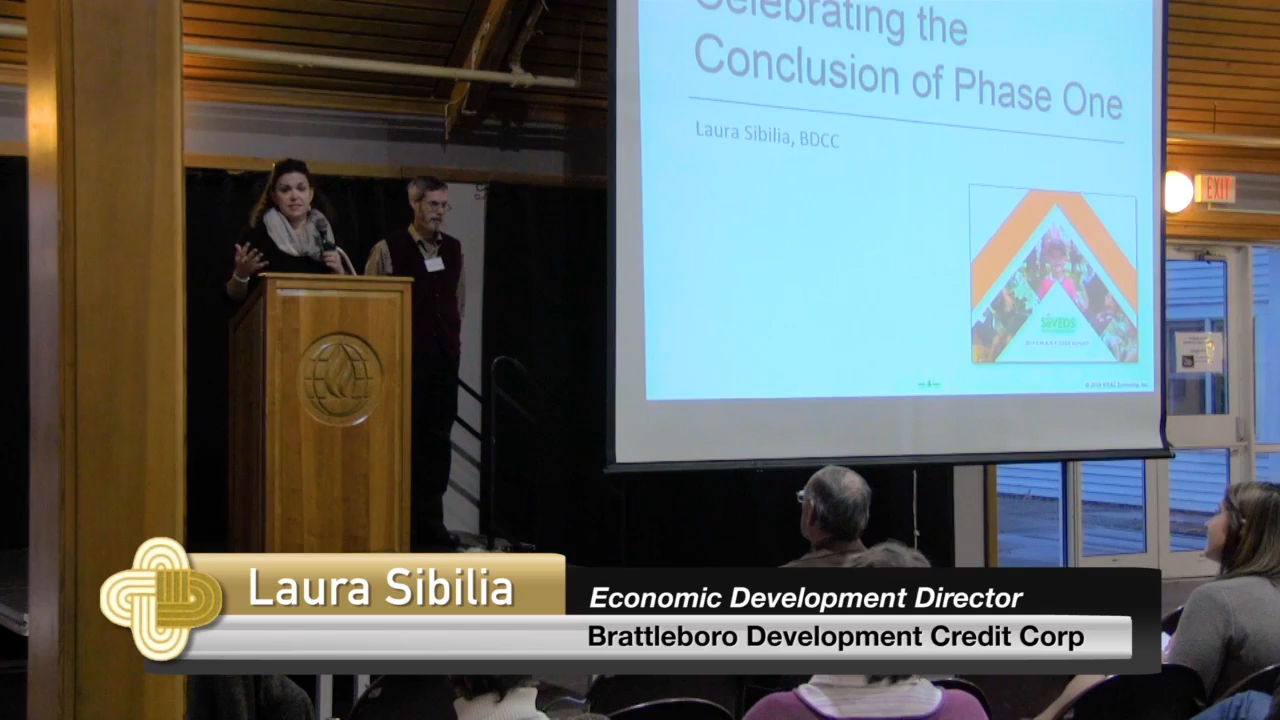 Celebrating the
Conclusion of Phase One
Laura Sibilia, BDCC
EXIT
SeVEDS
Laura Sibilia
Economic Development Director
Brattleboro Development Credit Corp